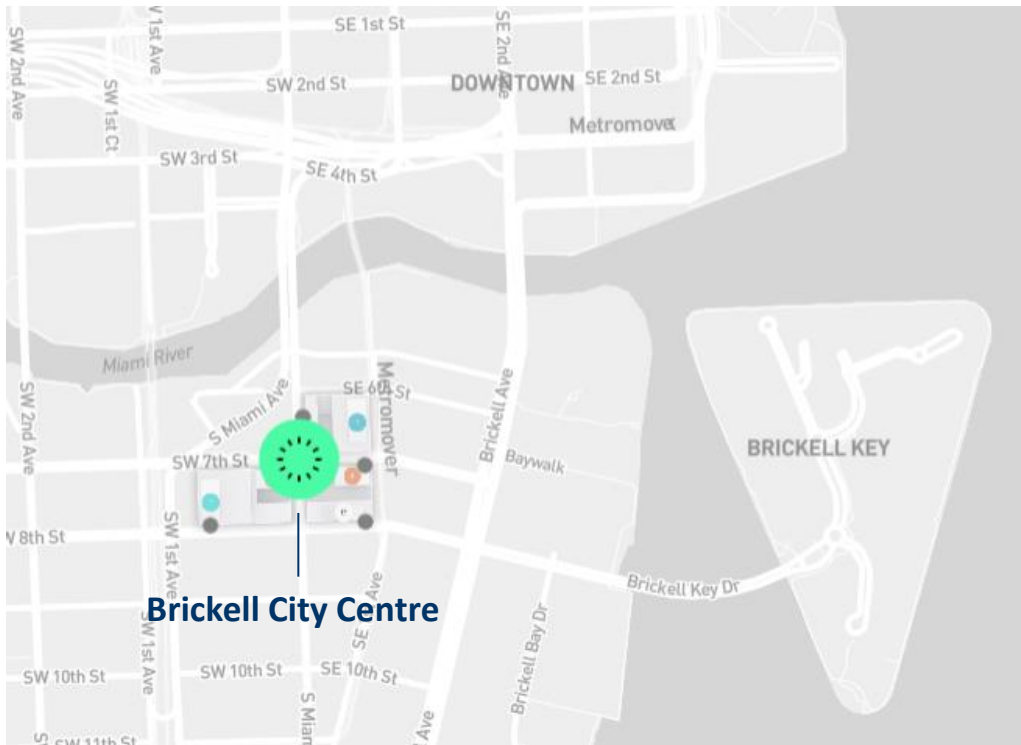 SE 1st St
SW 2nd Ave
W 1st Ave
SW 1st Ct
SE 2nd Ave
SW 2nd St
DOWNTOWN
SE 2nd St
Metromover
SW 3rd St
SE 4th St
Miami River
SE 6th St
Metromover
S Miami Ave
SW 2nd Ave
Brickell Ave
SW 7th St
Baywalk
BRICKELL KEY
e
W 8th St
SW 1st Ave
Brickell Key Dr
Brickell City Centre
SW 1st Ave
Brickell Bay Dr
SW 10th St
SW 10th St
SE 10th St
S Miam
Ave
SW 11th St